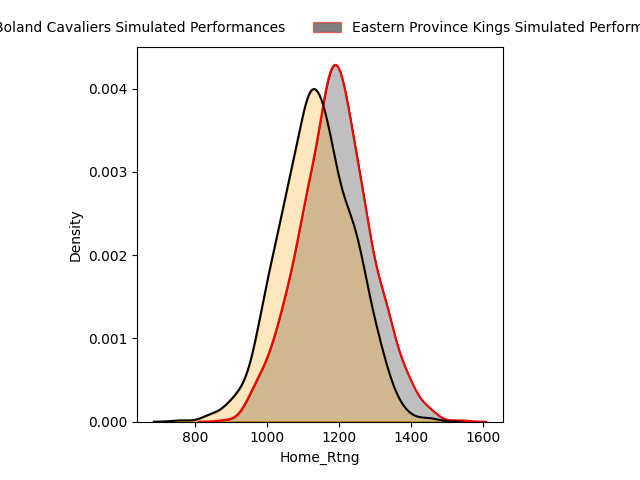 Boland Cavaliers Simulated Performances
Eastern Province Kings Simulated Perform
0.004
0.003
0.002
0.001
0.000
Density
800
1000
1200
1400
1600
Home_Rtng